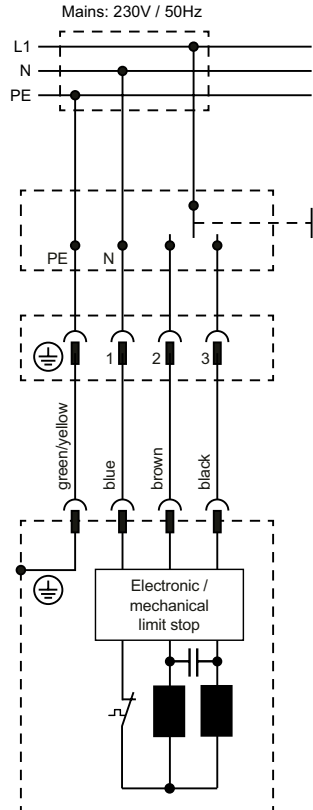 Mains: 230V / 50Hz
L1
N
PE
PE
N
1
2
3
green/yellow
blue
brown
black
Electronic /
mechanical
limit stop